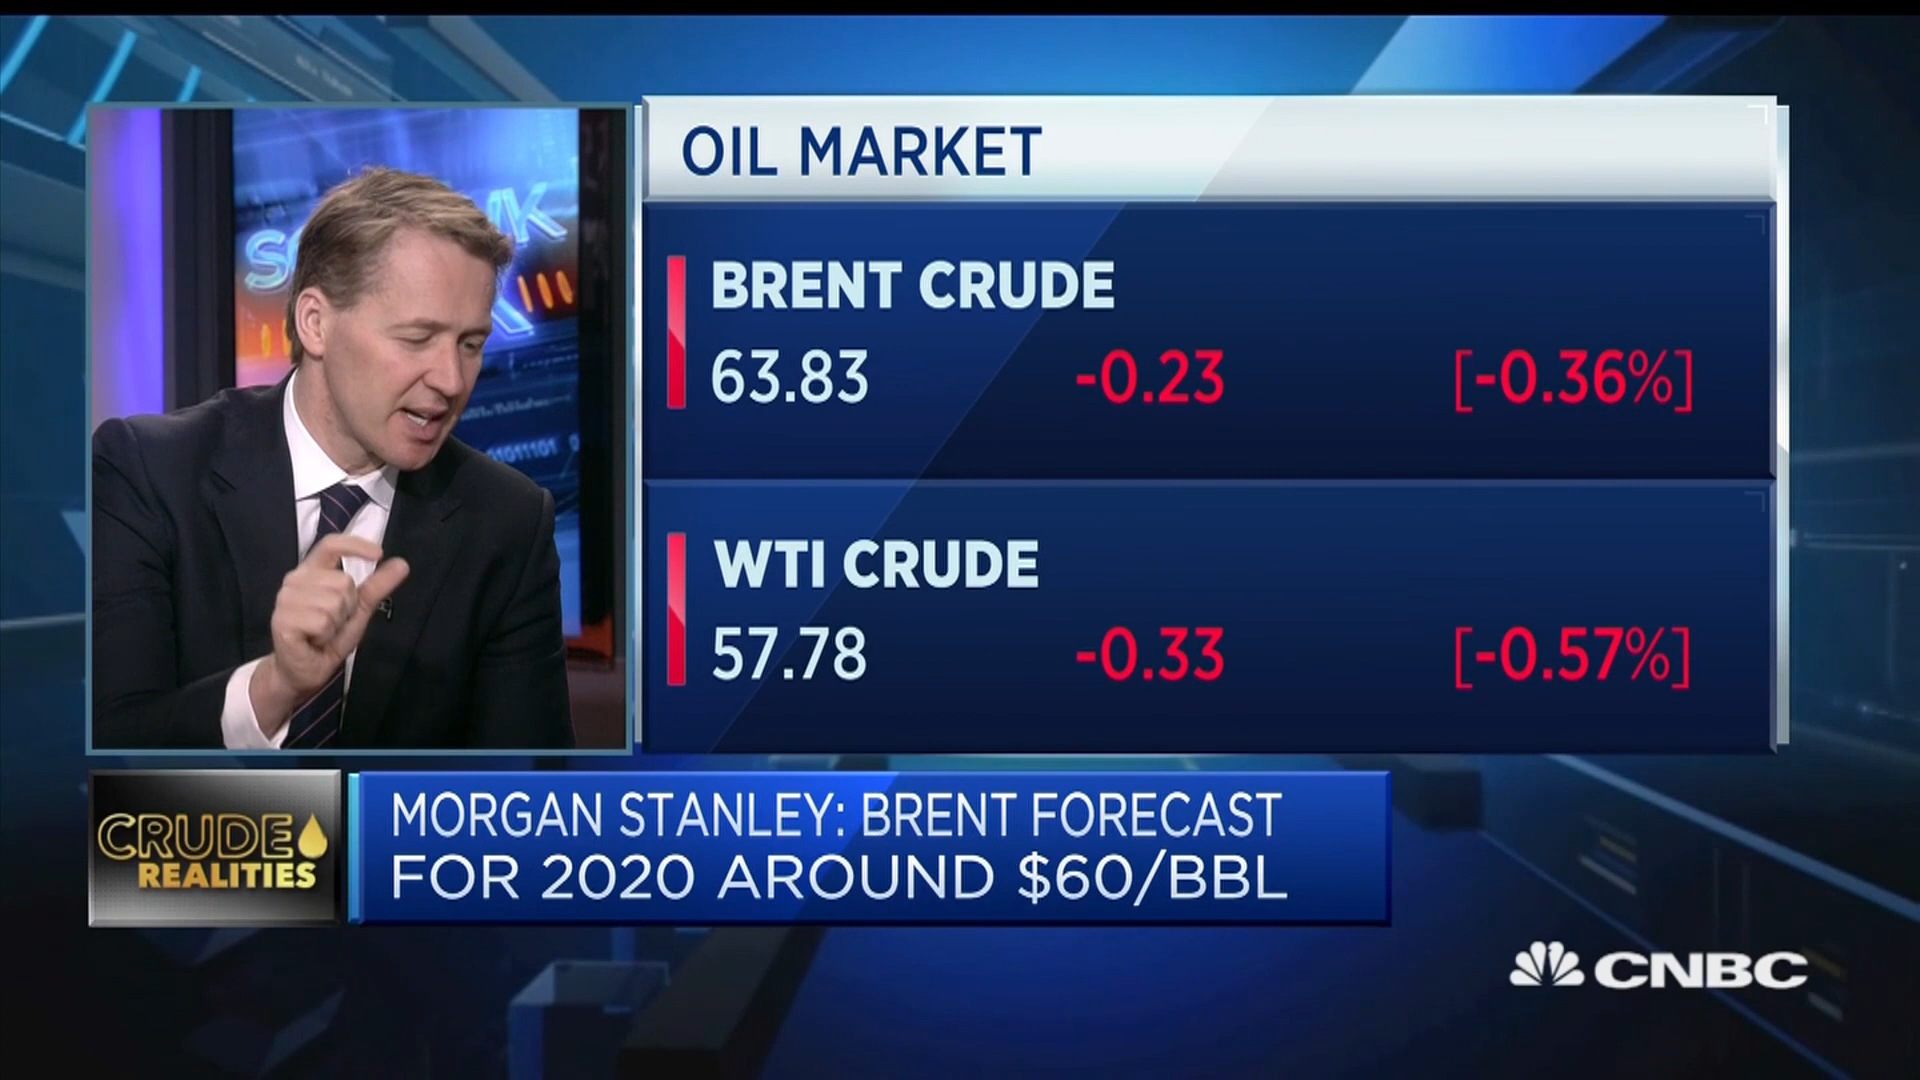 OIL MARKET
BRENT CRUDE
63.83 -0.23 [-0.36%]
WTI CRUDE
57.78 -0.33 [-0.57%]
CRUDE
REALITIES
MORGAN STANLEY: BRENT FORECAST
FOR 2020 AROUND $60/BBL
CNBC